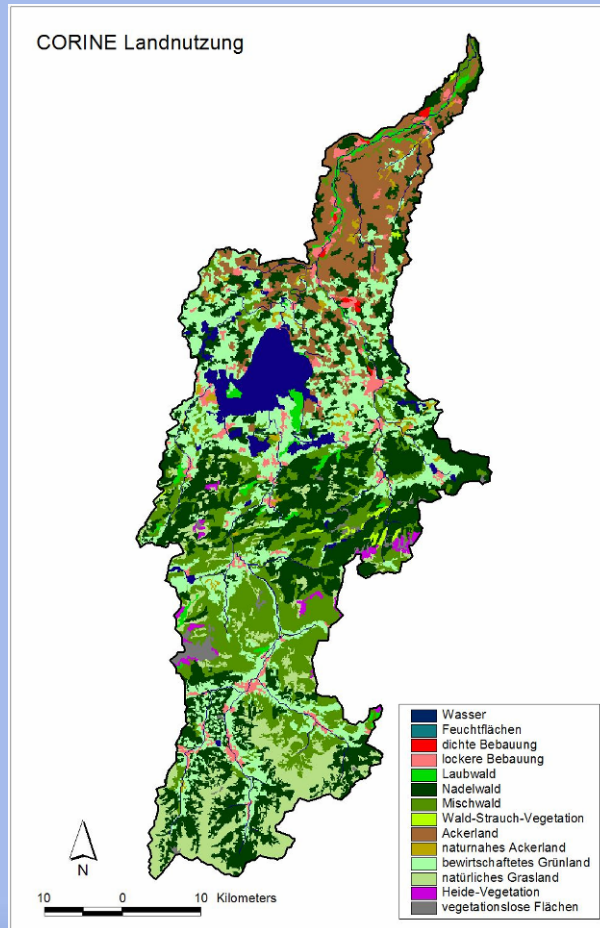 CORINE Landnutzung
Wasser
Feuchtflächen
dichte Bebauung
lockere Bebauung
Laubwald
Nadelwald
Mischwald
Wald-Strauch-Vegetation
Ackerland
naturnahes Ackerland
bewirtschaftetes Grünland
natürliches Grasland
Heide-Vegetation
vegetationslose Flächen
N
10 0 10 Kilometers